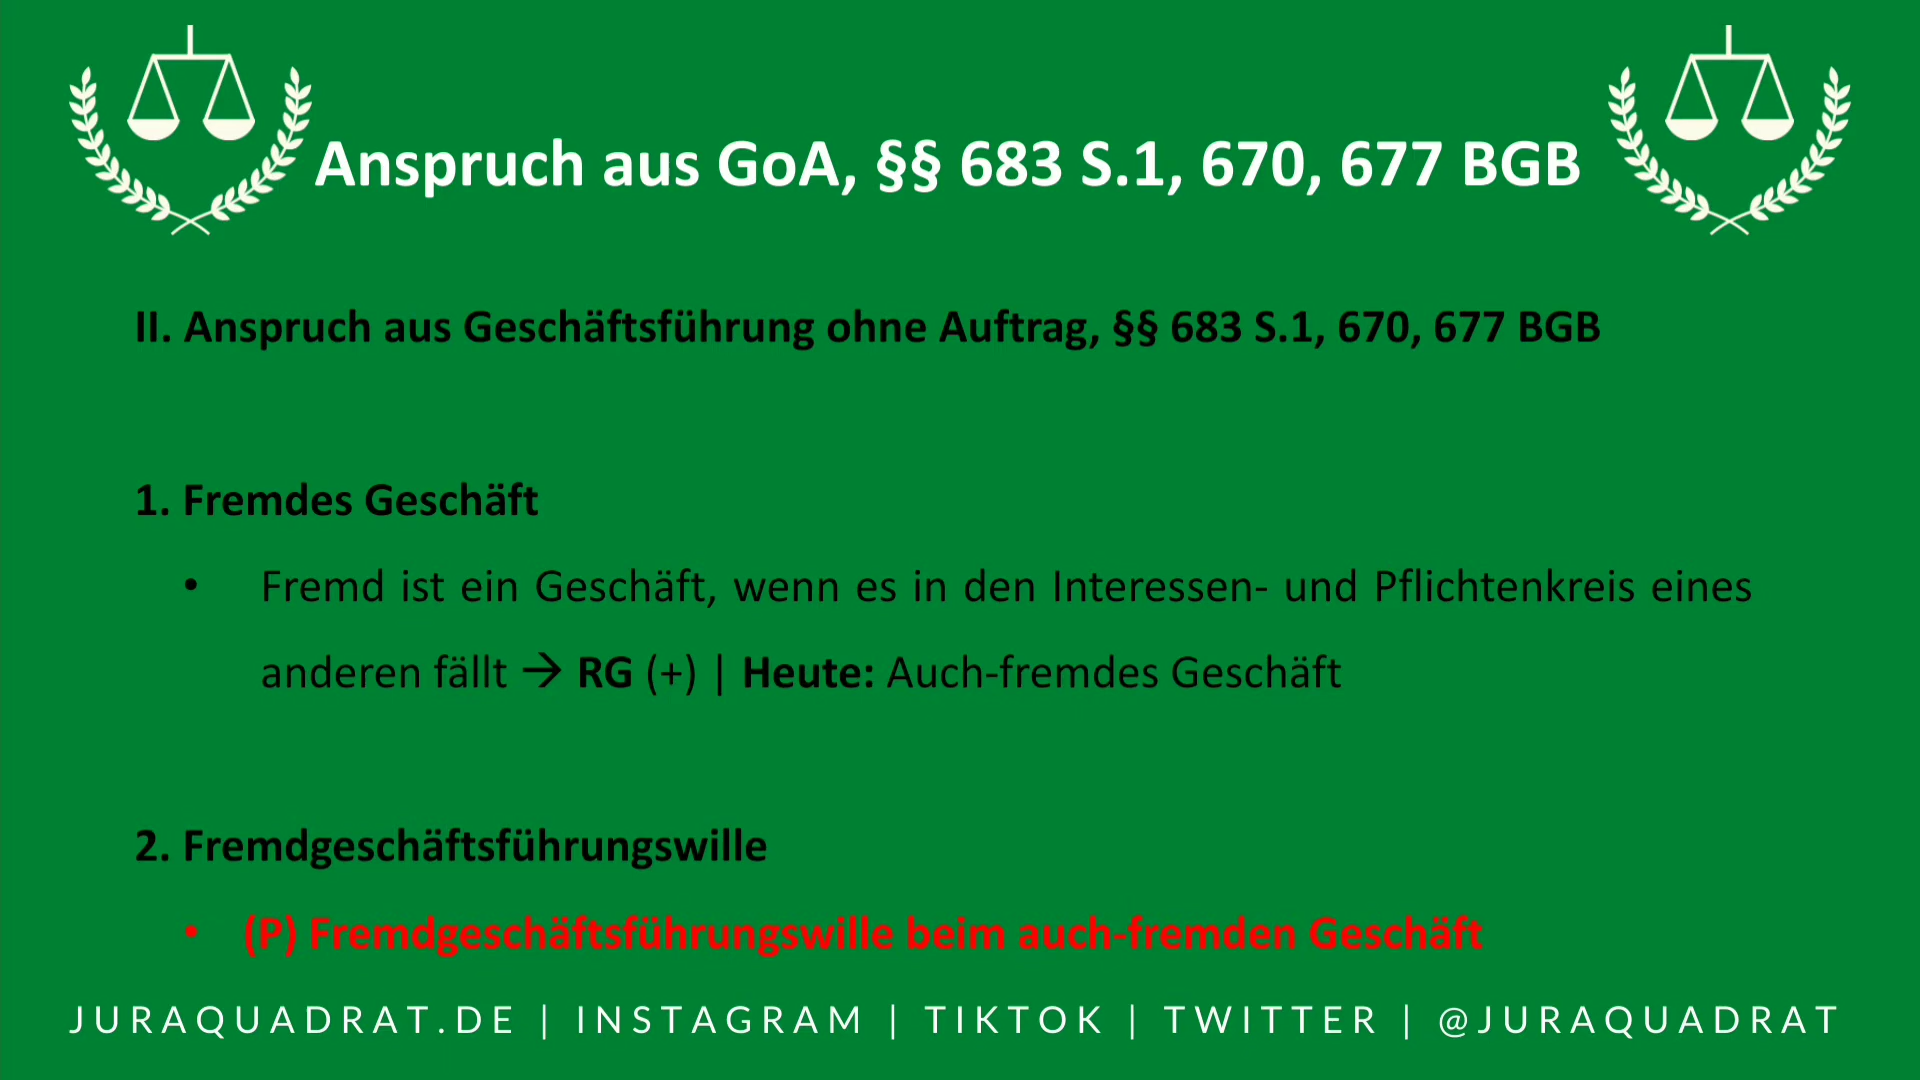 Anspruch aus GoA, §§ 683 S.1, 670, 677 BGB
II. Anspruch aus Geschäftsführung ohne Auftrag, §§ 683 S.1, 670, 677 BGB
1. Fremdes Geschäft
• Fremd ist ein Geschäft, wenn es in den Interessen- und Pflichtenkreis eines
anderen fällt → RG (+) | Heute: Auch-fremdes Geschäft
2. Fremdgeschäftsführungswille
• (P) Fremdgeschäftsführungswille beim auch-fremden Geschäft
JURAQUADRAT.DE | INSTAGRAM | TIKTOK | TWITTER | @JURAQUADRAT